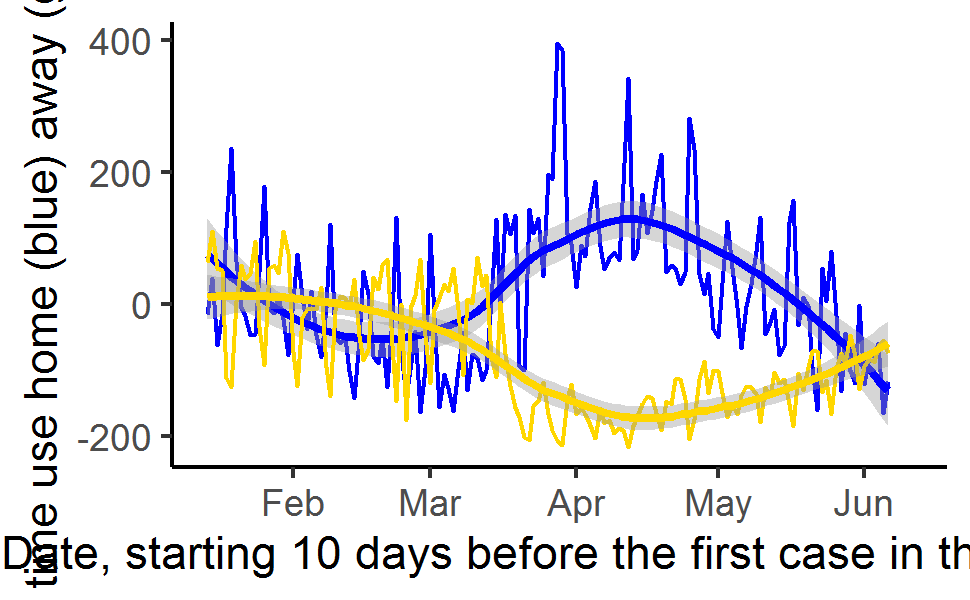 time use home (blue) away (
400
200
0
-200
Feb Mar Apr May Jun
Date, starting 10 days before the first case in th